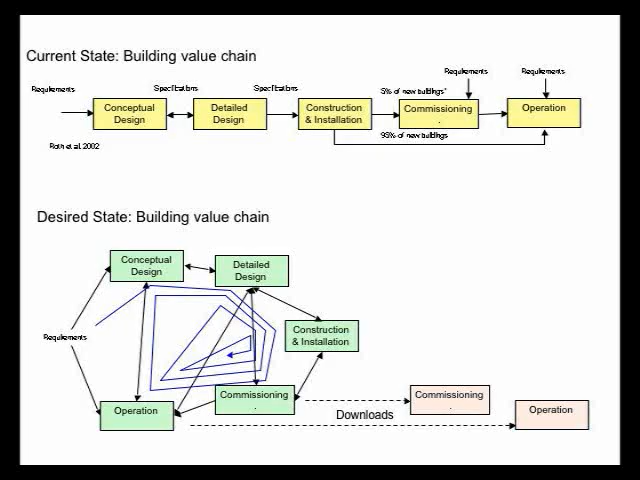 Current State: Building value chain
Requirements
Requirements
Requirements
Specifications
Specifications
5% of new buildings*
Conceptual
Design
Detailed
Design
Construction
& Installation
Commissioning
.
Operation
95% of new buildings
Roth et al. 2002
Desired State: Building value chain
Conceptual
Design
Detailed
Design
Requirements
Construction
& Installation
Commissioning
.
Commissioning
.
Operation
Downloads
Operation